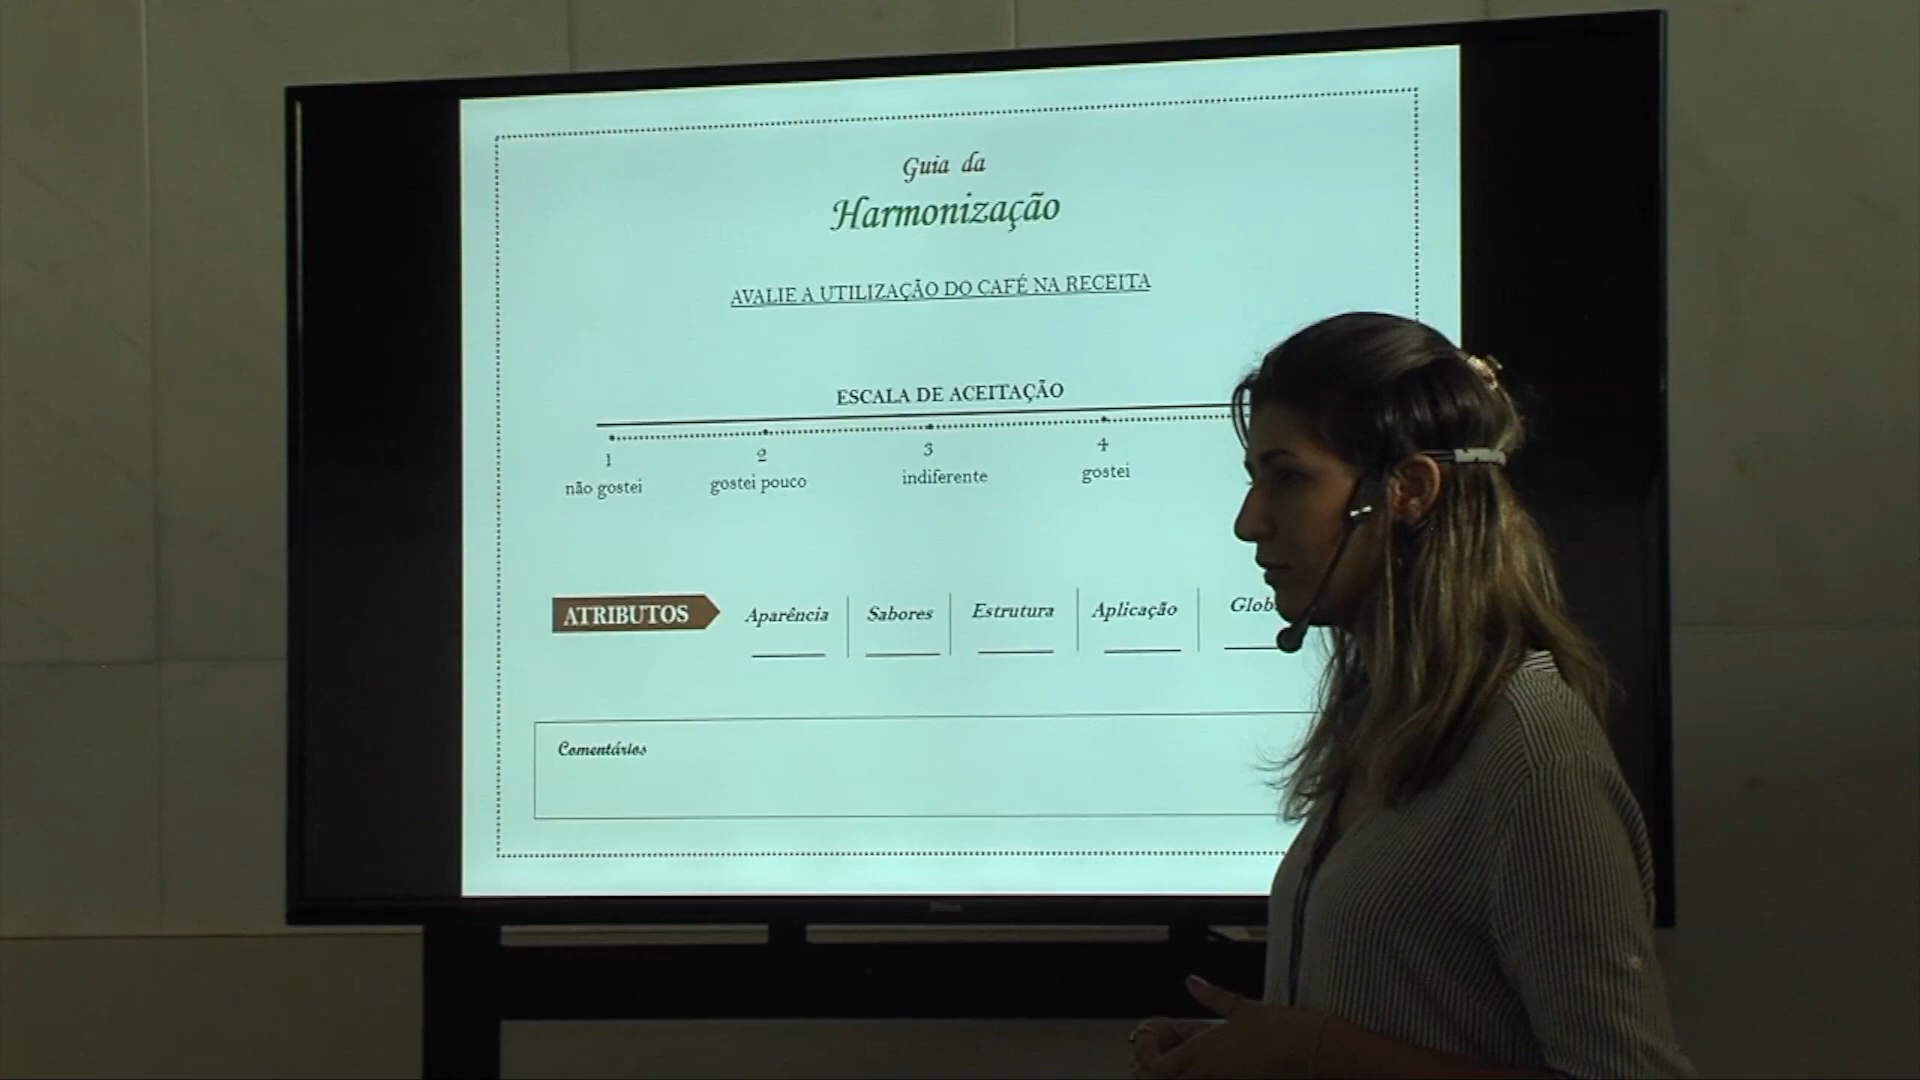 Guia da
Harmonização
AVALIE A UTILIZAÇÃO DO CAFÉ NA RECEITA
ESCALA DE ACEITAÇÃO
1 2 3 4
não gostei gostei pouco indiferente gostei
ATRIBUTOS Aparência Sabores Estrutura Aplicação
Comentários